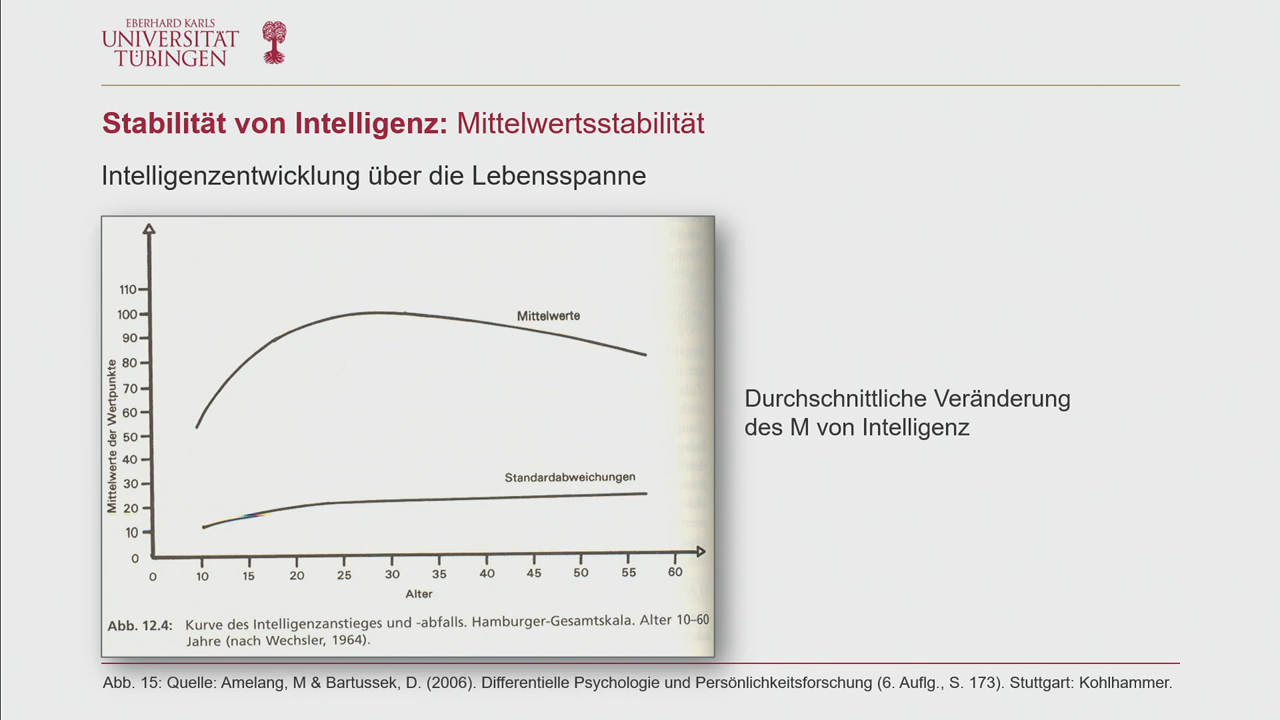 EBERHARD KARLS
UNIVERSITÄT
TÜBINGEN
Stabilität von Intelligenz: Mittelwertsstabilität
Intelligenzentwicklung über die Lebensspanne
Mittelwerte der Wertpunkte
110
100
90
80
70
60
50
40
30
20
10
0
Mittelwerte
Standardabweichungen
0 10 15 20 25 30 35 40 45 50 55 60
Alter
Abb. 12.4: Kurve des Intelligenzanstieges und -abfalls. Hamburger-Gesamtskala. Alter 10–60
Jahre (nach Wechsler, 1964).
Durchschnittliche Veränderung
des M von Intelligenz
Abb. 15: Quelle: Amelang, M & Bartussek, D. (2006). Differentielle Psychologie und Persönlichkeitsforschung (6. Auflg., S. 173). Stuttgart: Kohlhammer.